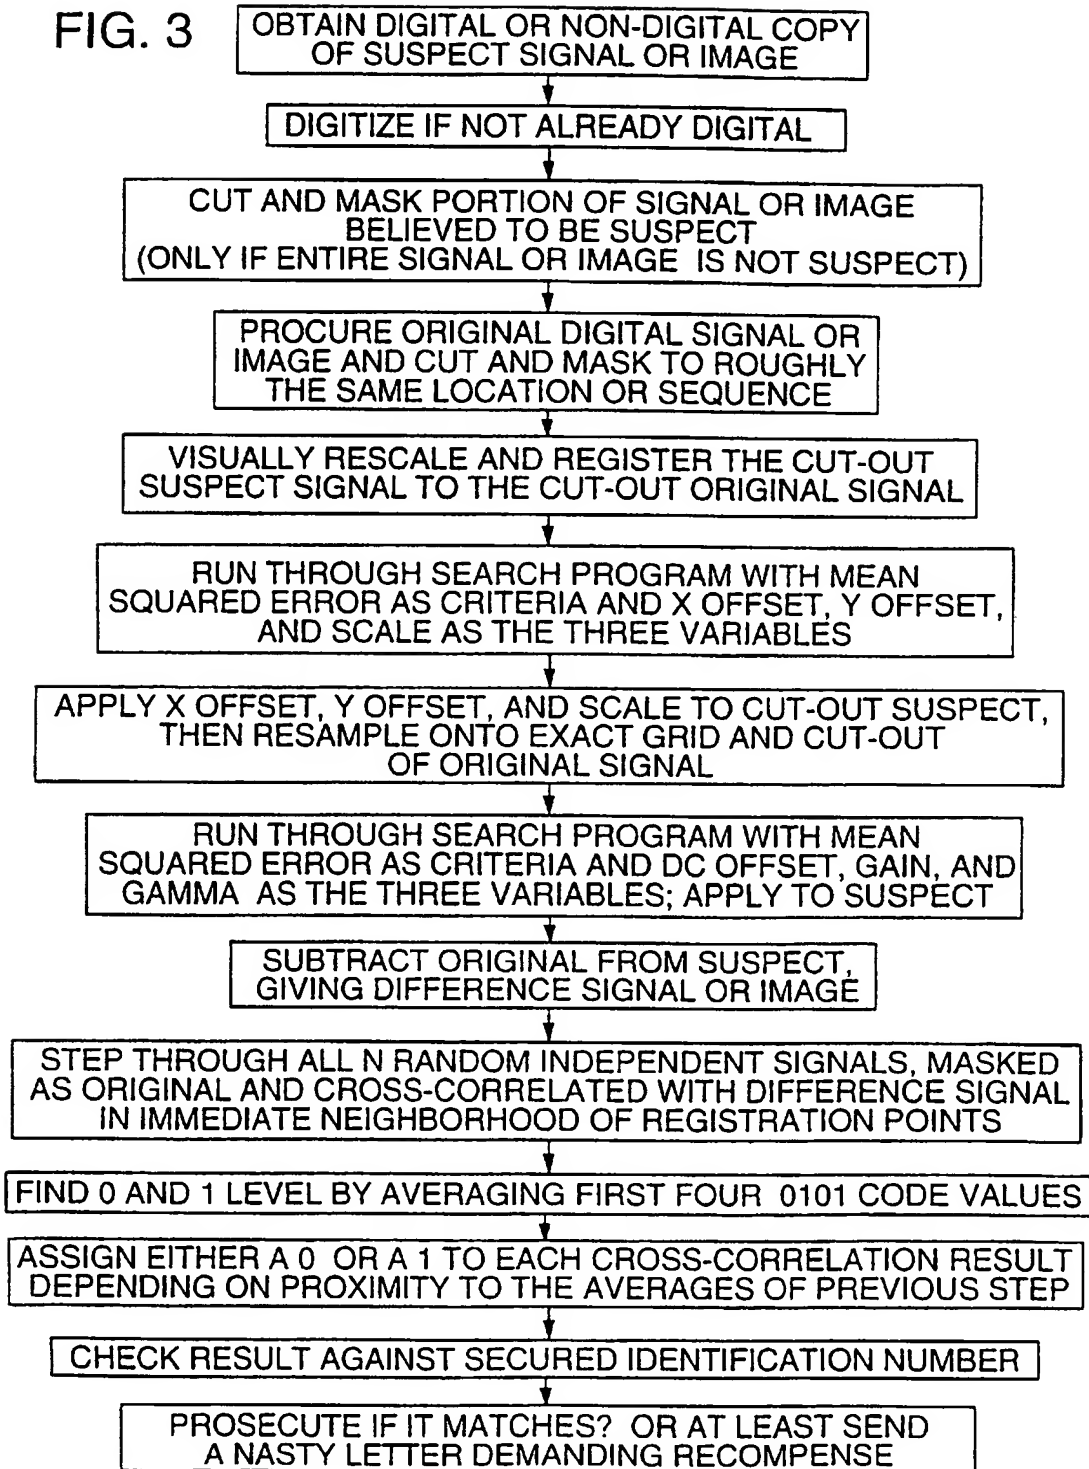 FIG. 3
OBTAIN DIGITAL OR NON-DIGITAL COPY
OF SUSPECT SIGNAL OR IMAGE
DIGITIZE IF NOT ALREADY DIGITAL
CUT AND MASK PORTION OF SIGNAL OR IMAGE
BELIEVED TO BE SUSPECT
(ONLY IF ENTIRE SIGNAL OR IMAGE IS NOT SUSPECT)
PROCURE ORIGINAL DIGITAL SIGNAL OR
IMAGE AND CUT AND MASK TO ROUGHLY
THE SAME LOCATION OR SEQUENCE
VISUALLY RESCALE AND REGISTER THE CUT-OUT
SUSPECT SIGNAL TO THE CUT-OUT ORIGINAL SIGNAL
RUN THROUGH SEARCH PROGRAM WITH MEAN
SQUARED ERROR AS CRITERIA AND X OFFSET, Y OFFSET,
AND SCALE AS THE THREE VARIABLES
APPLY X OFFSET, Y OFFSET, AND SCALE TO CUT-OUT SUSPECT,
THEN RESAMPLE ONTO EXACT GRID AND CUT-OUT
OF ORIGINAL SIGNAL
RUN THROUGH SEARCH PROGRAM WITH MEAN
SQUARED ERROR AS CRITERIA AND DC OFFSET, GAIN, AND
GAMMA AS THE THREE VARIABLES; APPLY TO SUSPECT
SUBTRACT ORIGINAL FROM SUSPECT,
GIVING DIFFERENCE SIGNAL OR IMAGE
STEP THROUGH ALL N RANDOM INDEPENDENT SIGNALS, MASKED
AS ORIGINAL AND CROSS-CORRELATED WITH DIFFERENCE SIGNAL
IN IMMEDIATE NEIGHBORHOOD OF REGISTRATION POINTS
FIND 0 AND 1 LEVEL BY AVERAGING FIRST FOUR 0101 CODE VALUES
ASSIGN EITHER A 0 OR A 1 TO EACH CROSS-CORRELATION RESULT
DEPENDING ON PROXIMITY TO THE AVERAGES OF PREVIOUS STEP
CHECK RESULT AGAINST SECURED IDENTIFICATION NUMBER
PROSECUTE IF IT MATCHES? OR AT LEAST SEND
A NASTY LETTER DEMANDING RECOMPENSE